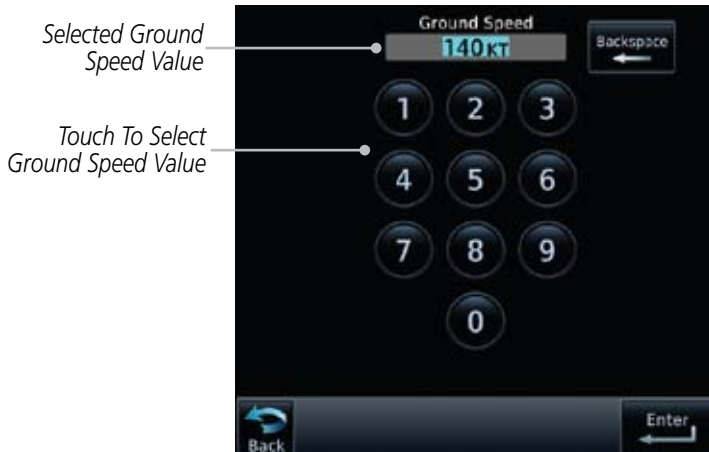 Ground Speed
Selected Ground
Speed Value
140KT
Backspace
1 2 3
Touch To Select
Ground Speed Value
4 5 6
7 8 9
0
Back
Enter